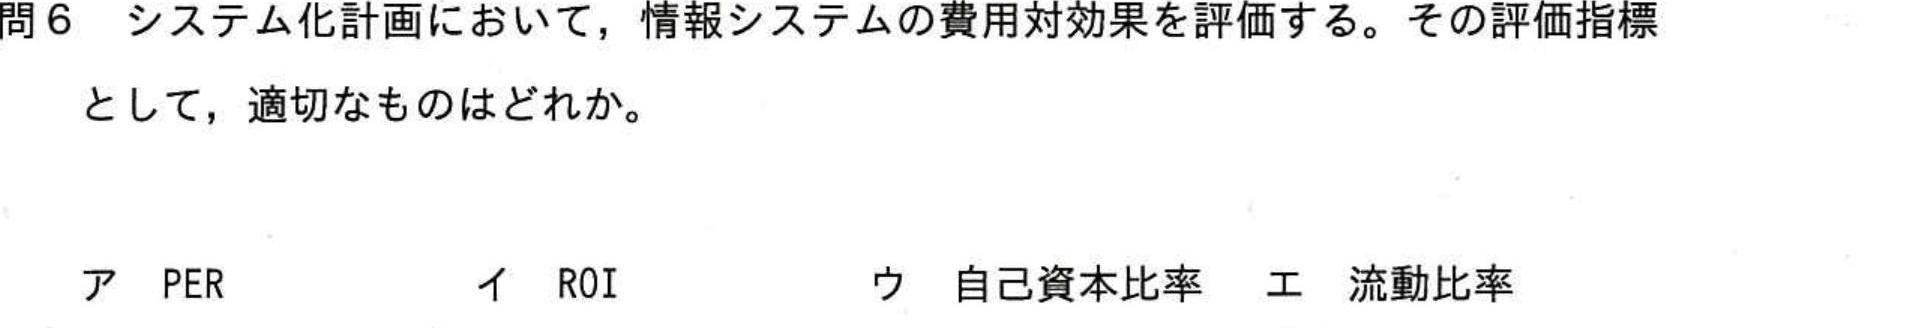 問６　システム化計画において，情報システムの費用対効果を評価する。その評価指標
として，適切なものはどれか。
ア　PER　イ　ROI　ウ　自己資本比率　エ　流動比率